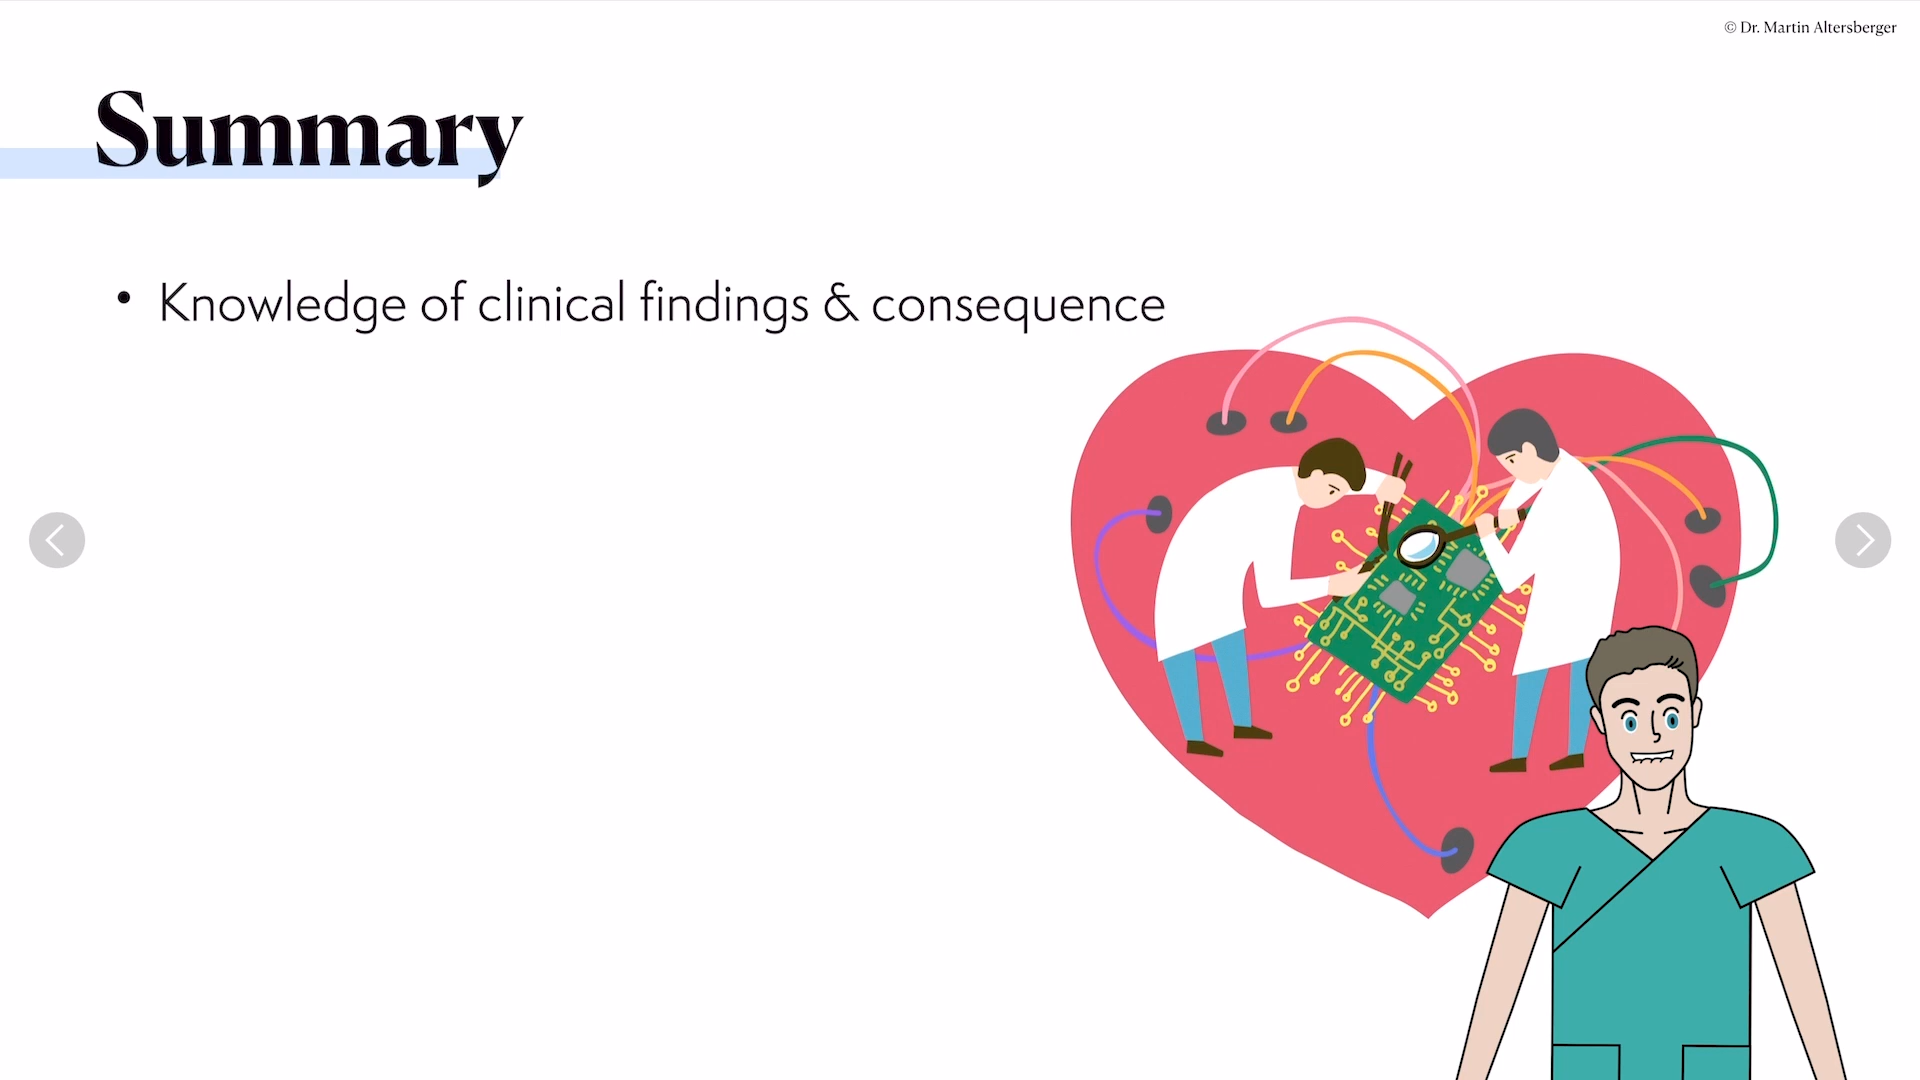 © Dr. Martin Altersberger
Summary
• Knowledge of clinical findings & consequence